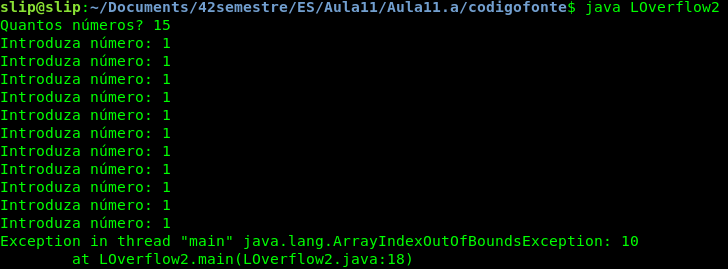 slip@slip:~/Documents/42semestre/ES/Aula11/Aula11.a/codigofonte$ java LOverflow2
Quantos números? 15
Introduza número: 1
Introduza número: 1
Introduza número: 1
Introduza número: 1
Introduza número: 1
Introduza número: 1
Introduza número: 1
Introduza número: 1
Introduza número: 1
Introduza número: 1
Introduza número: 1
Exception in thread "main" java.lang.ArrayIndexOutOfBoundsException: 10
        at LOverflow2.main(LOverflow2.java:18)